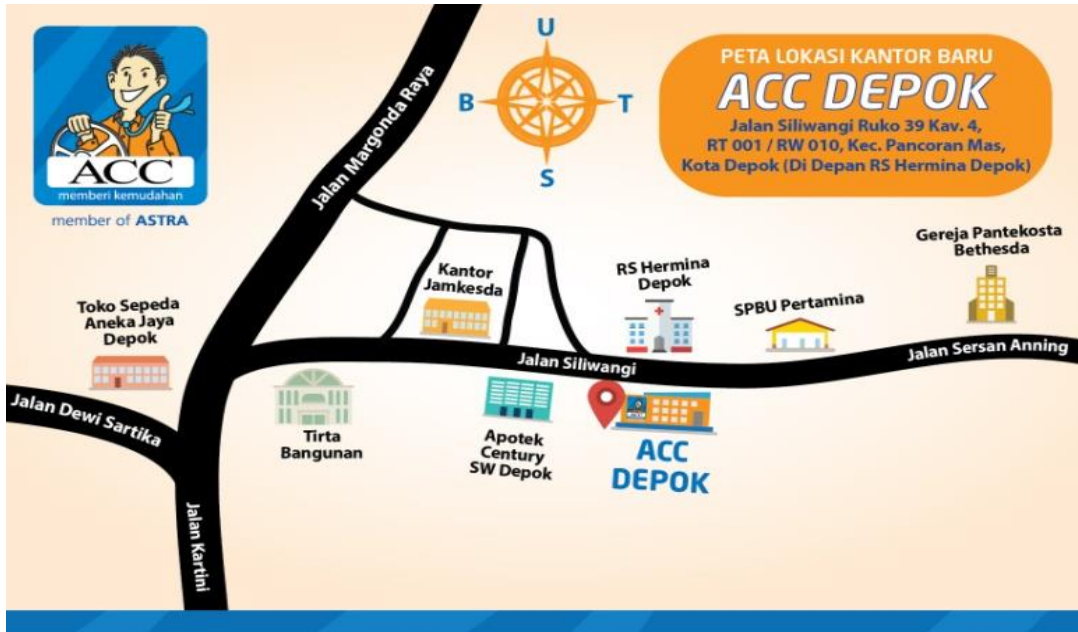 ACC
memberi kemudahan
member of ASTRA
U
B
T
S
PETA LOKASI KANTOR BARU
ACC DEPOK
Jalan Siliwangi Ruko 39 Kav. 4,
RT 001 / RW 010, Kec. Pancoran Mas,
Kota Depok (Di Depan RS Hermina Depok)
Jalan Margonda Raya
Gereja Pantekosta
Bethesda
Kantor
Jamkesda
RS Hermina
Depok
SPBU Pertamina
Toko Sepeda
Aneka Jaya
Depok
Jalan Siliwangi
Jalan Sersan Anning
Jalan Dewi Sartika
Tirta
Bangunan
Apotek
Century
SW Depok
ACC
DEPOK
Jalan Kartini